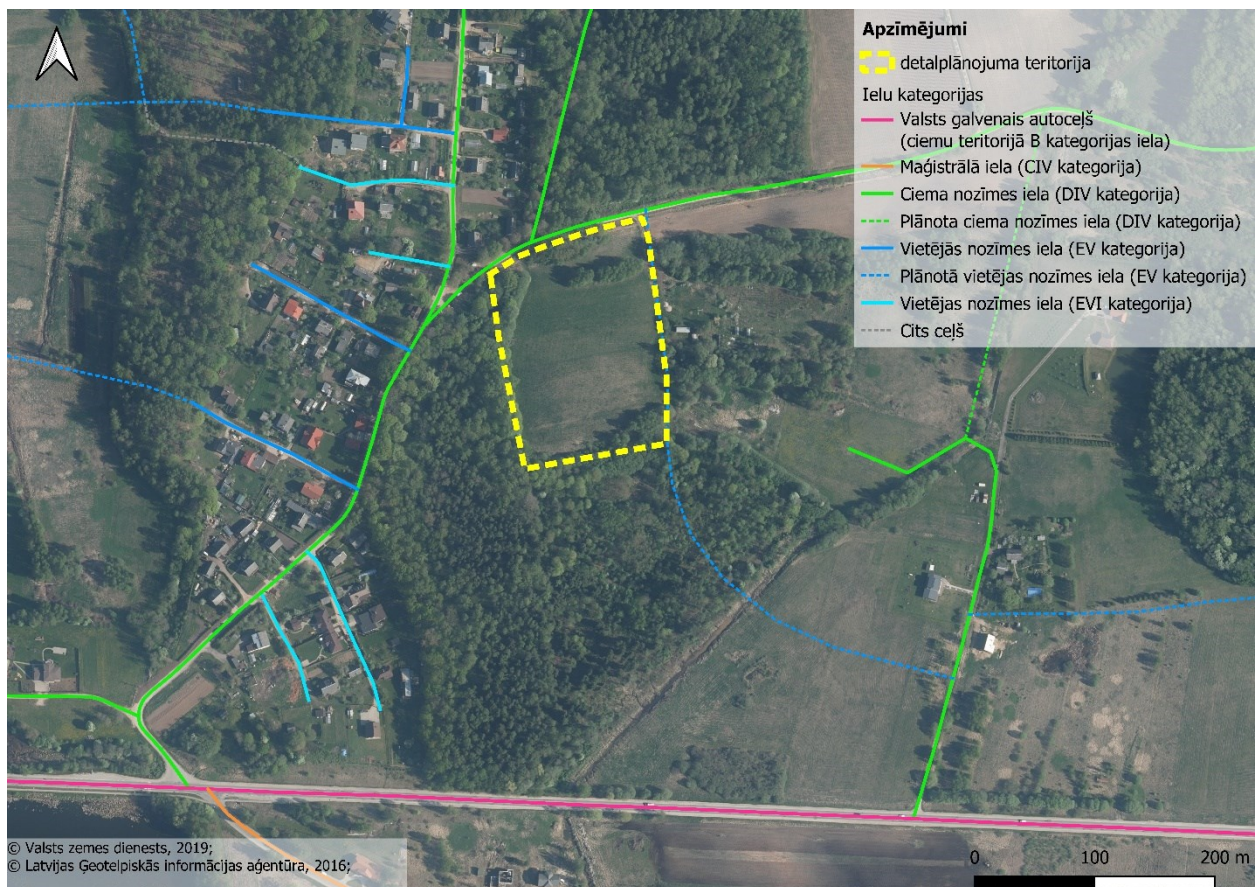 Apzīmējumi
detalplānojuma teritorija
Ielu kategorijas
Valsts galvenais autoceļš
(ciemu teritorijā B kategorijas iela)
Maģistrālā iela (CIV kategorija)
Ciema nozīmes iela (DIV kategorija)
Plānota ciema nozīmes iela (DIV kategorija)
Vietējās nozīmes iela (EV kategorija)
Plānotā vietējas nozīmes iela (EV kategorija)
Vietējas nozīmes iela (EVI kategorija)
Cits ceļš
© Valsts zemes dienests, 2019;
© Latvijas Ģeotelpiskās informācijas aģentūra, 2016;
0 100 200 m